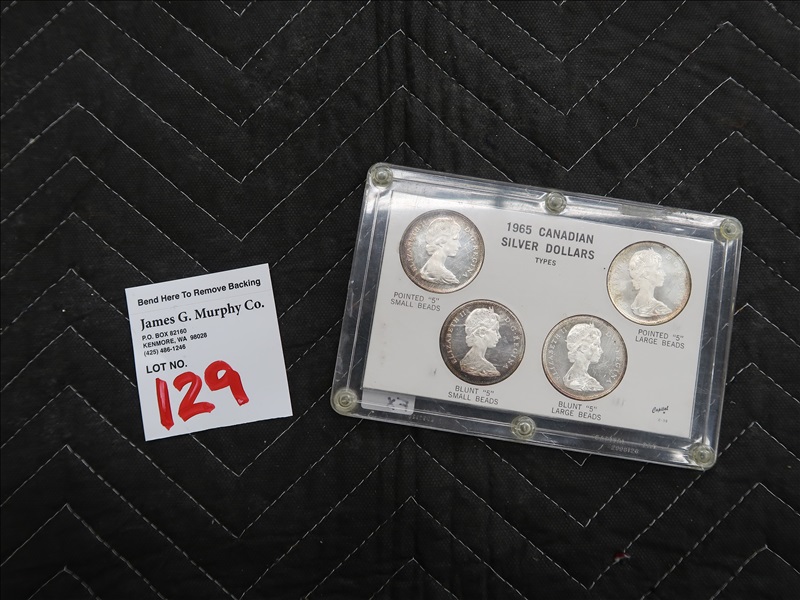 Bend Here To Remove Backing
James G. Murphy Co.
P.O. BOX 82160
KENMORE, WA 98028
(425) 486-1246
LOT NO.
129
1965 CANADIAN
SILVER DOLLARS
TYPES
POINTED "5"
SMALL BEADS
POINTED "5"
LARGE BEADS
BLUNT "5"
SMALL BEADS
BLUNT "5"
LARGE BEADS
Capital